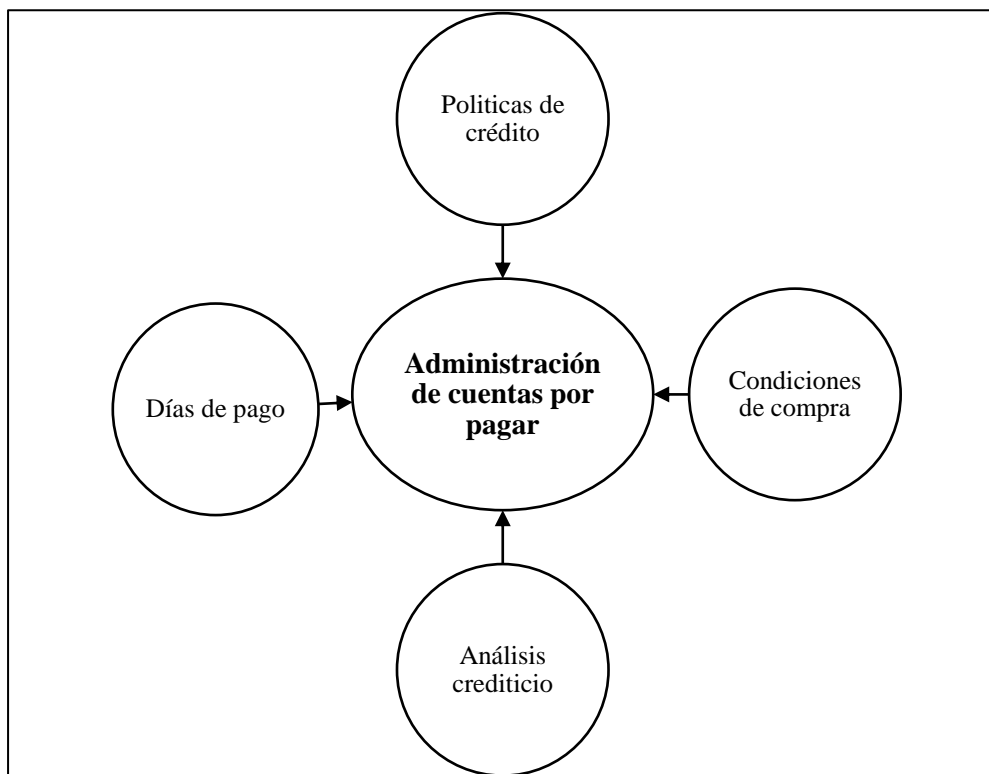 Politicas de
crédito
Administración
de cuentas por
pagar
Días de pago
Condiciones
de compra
Análisis
crediticio